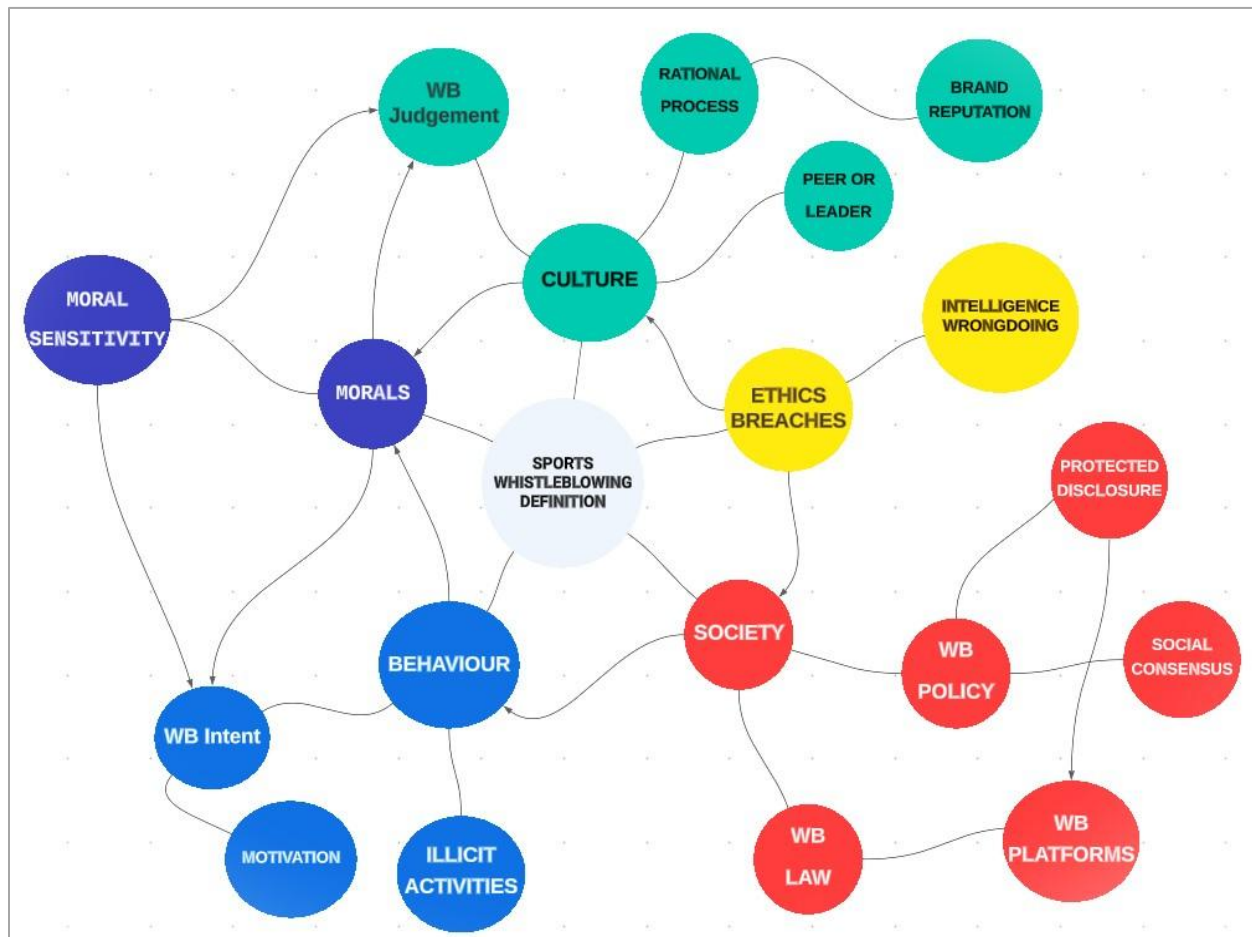 WB
Judgement
RATIONAL
PROCESS
BRAND
REPUTATION
PEER OR
LEADER
CULTURE
MORAL
SENSITIVITY
INTELLIGENCE
WRONGDOING
MORALS
ETHICS
BREACHES
SPORTS
WHISTLEBLOWING
DEFINITION
PROTECTED
DISCLOSURE
SOCIETY
BEHAVIOUR
WB
POLICY
SOCIAL
CONSENSUS
WB Intent
MOTIVATION
ILLICIT
ACTIVITIES
WB
LAW
WB
PLATFORMS